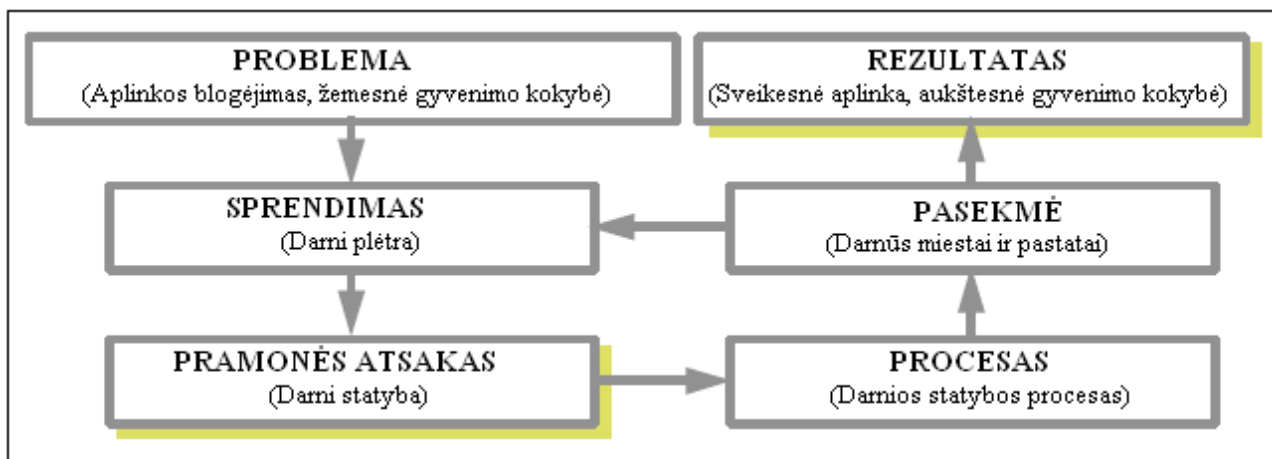 PROBLEMA
(Aplinkos blogėjimas, žemesnė gyvenimo kokybė)
REZULTATAS
(Sveikesnė aplinka, aukštesnė gyvenimo kokybė)
SPRENDIMAS
(Darni plėtra)
PASEKMĖ
(Darnūs miestai ir pastatai)
PRAMONĖS ATSAKAS
(Darni statyba)
PROCESAS
(Darnios statybos procesas)